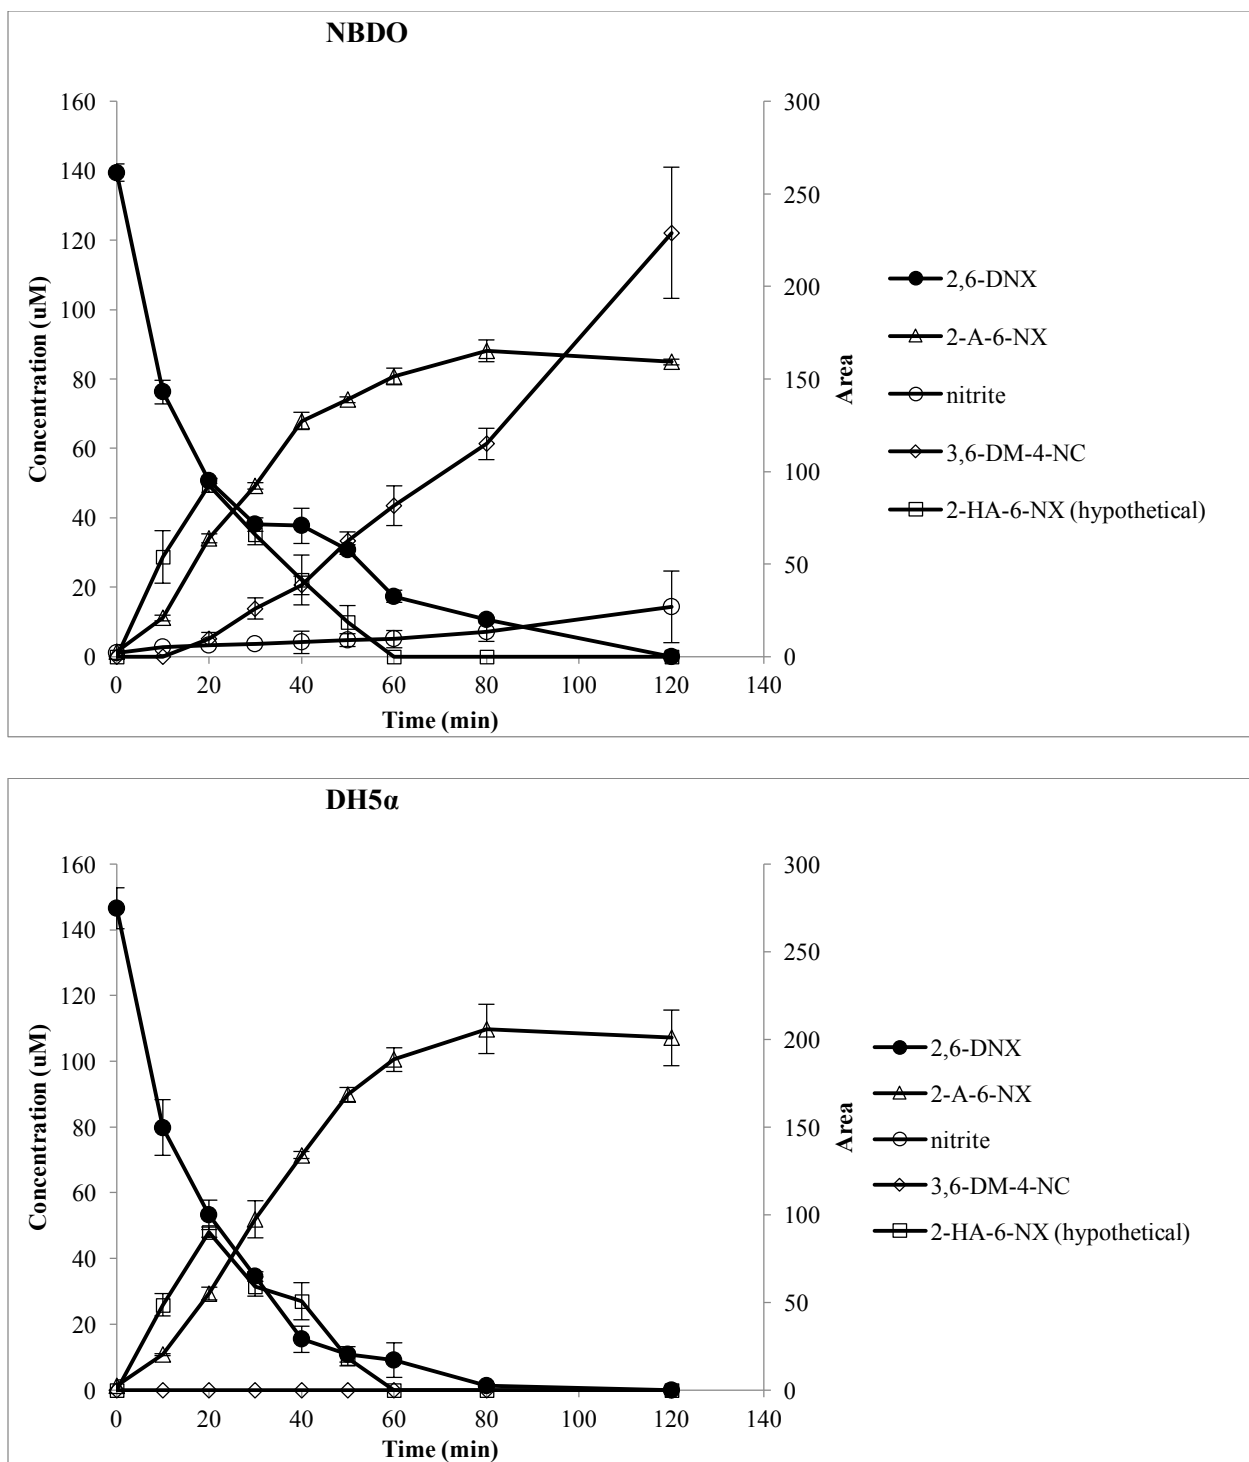 NBDO
160
140
120
100
80
60
40
20
0
Concentration (uM)
300
250
200
150
100
50
0
Area
0 20 40 60 80 100 120 140
Time (min)
2,6-DNX
2-A-6-NX
nitrite
3,6-DM-4-NC
2-HA-6-NX (hypothetical)
DH5α
160
140
120
100
80
60
40
20
0
Concentration (uM)
300
250
200
150
100
50
0
Area
0 20 40 60 80 100 120 140
Time (min)
2,6-DNX
2-A-6-NX
nitrite
3,6-DM-4-NC
2-HA-6-NX (hypothetical)